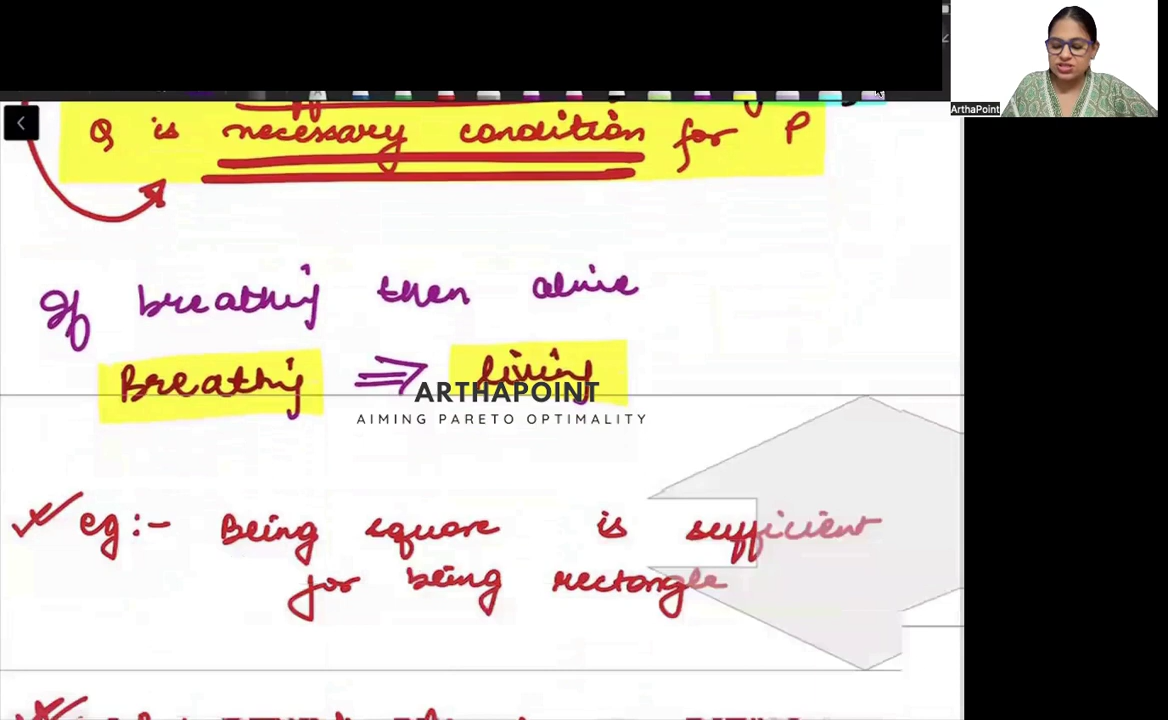 Q is necessary condition for P
If breathing then alive
Breathing ⇒ living
ARTHAPOINT
AIMING PARETO OPTIMALITY
eg:- Being square is sufficient
for being rectangle
ArthaPoint